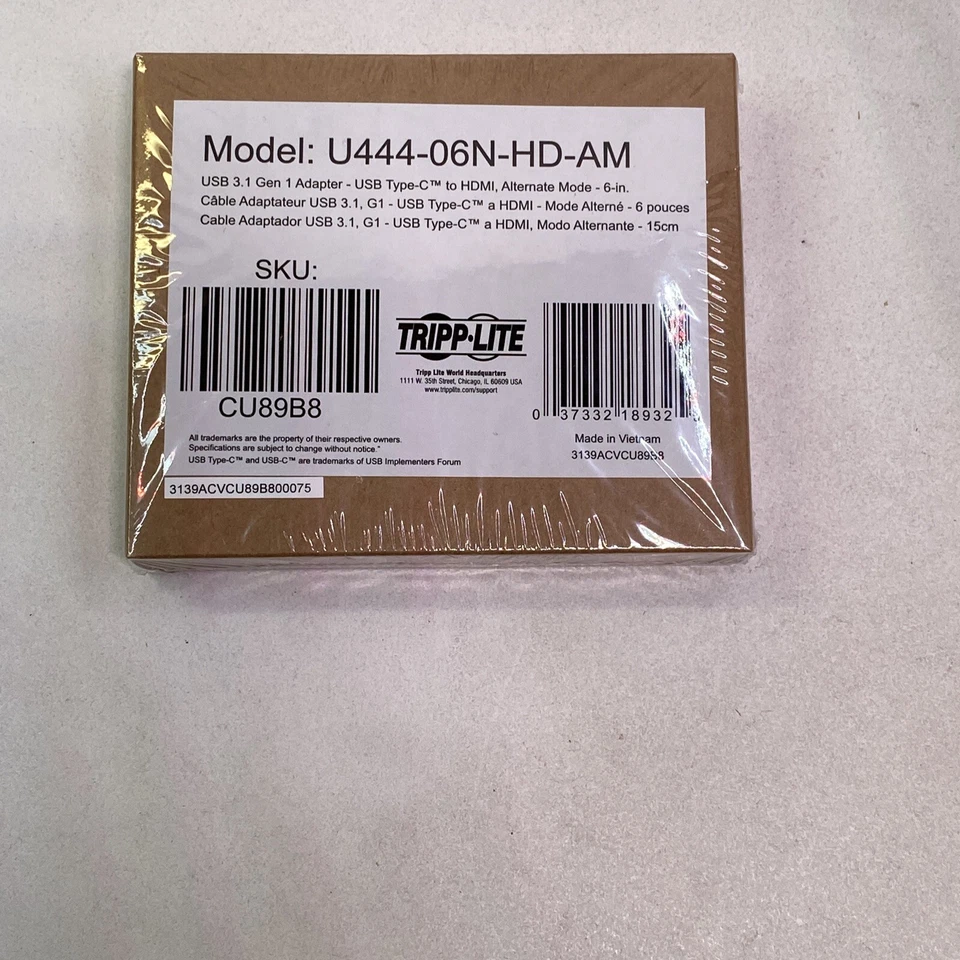 Model: U444-06N-HD-AM
USB 3.1 Gen 1 Adapter - USB Type-C™ to HDMI, Alternate Mode - 6-in.
Câble Adaptateur USB 3.1, G1 - USB Type-C™ a HDMI - Mode Alterné - 6 pouces
Cable Adaptador USB 3.1, G1 - USB Type-C™ a HDMI, Modo Alternante - 15cm
SKU:
CU89B8
TRIPP·LITE
Tripp Lite World Headquarters
1111 W. 35th Street, Chicago, IL 60609 USA
www.tripplite.com/support
0 37332 18932
All trademarks are the property of their respective owners.
Specifications are subject to change without notice.
USB Type-C™ and USB-C™ are trademarks of USB Implementers Forum
Made in Vietnam
3139ACVCU89B8
3139ACVCU89B800075